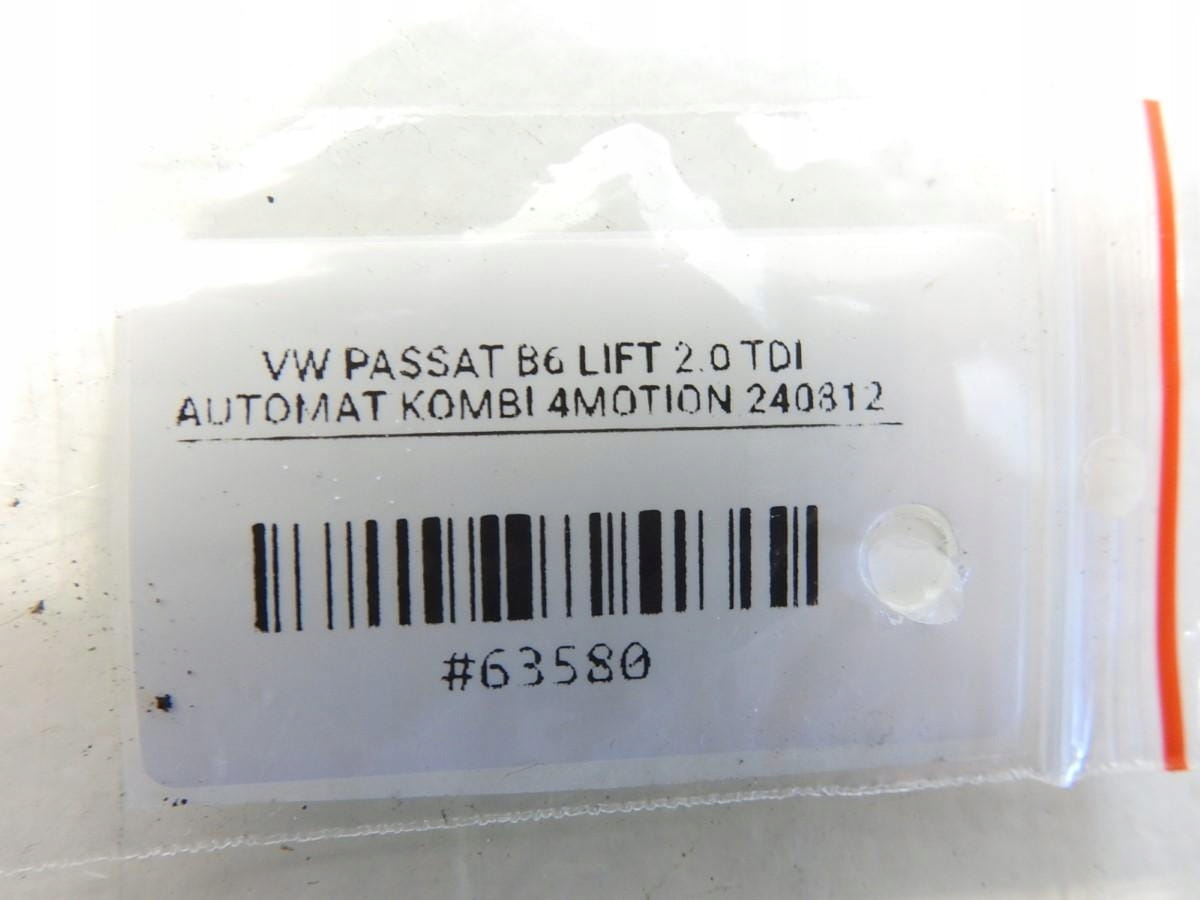 VW PASSAT B6 LIFT 2.0 TDI
AUTOMAT KOMBI 4MOTION 240812
#63580